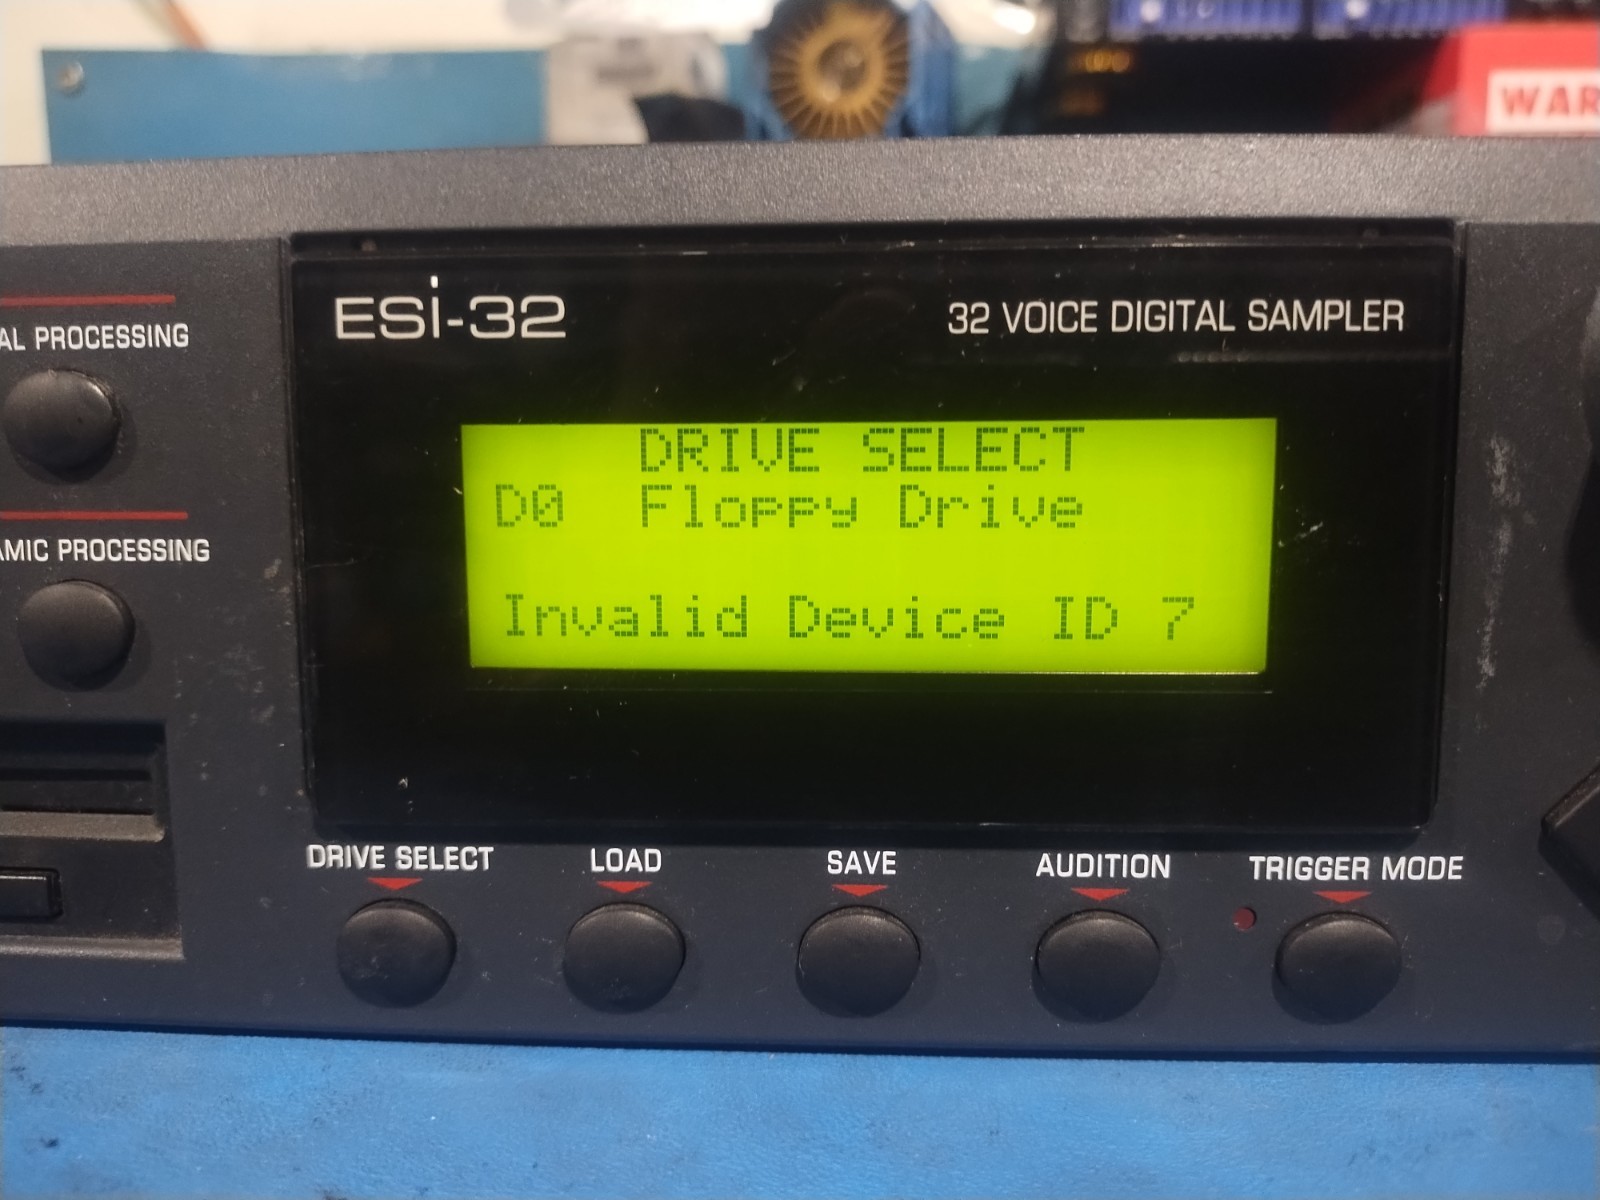 WAR
ESi-32
32 VOICE DIGITAL SAMPLER
AL PROCESSING
DRIVE SELECT
D0 Floppy Drive
AMIC PROCESSING
Invalid Device ID 7
DRIVE SELECT
LOAD
SAVE
AUDITION
TRIGGER MODE